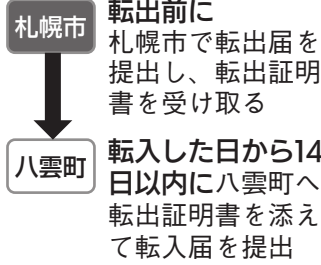 札幌市
転出前に
札幌市で転出届を
提出し、転出証明
書を受け取る
八雲町
転入した日から14
日以内に八雲町へ
転出証明書を添え
て転入届を提出